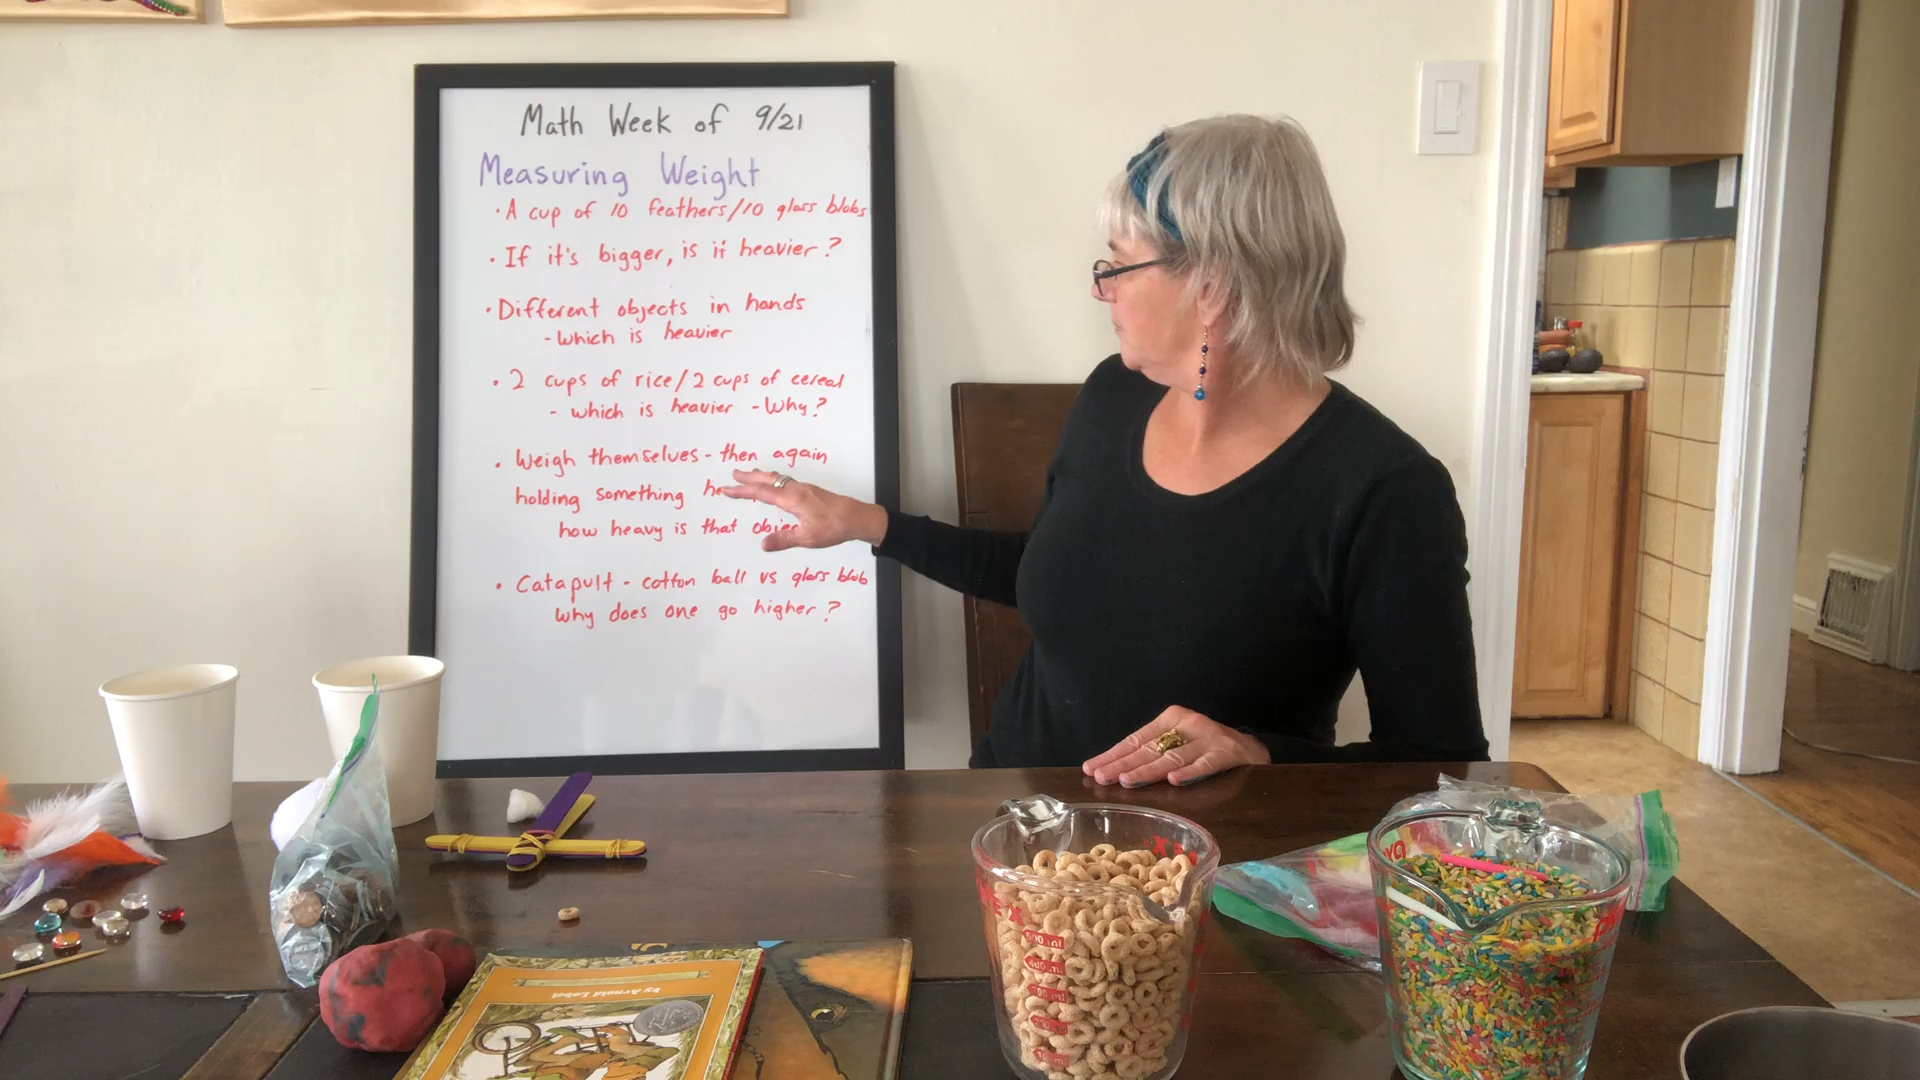 Math Week of 9/21
Measuring Weight
• A cup of 10 feathers/10 glass blobs
• If it's bigger, is it heavier?
• Different objects in hands
- which is heavier
• 2 cups of rice/2 cups of cereal
- which is heavier - Why?
• Weigh themselves - then again
holding something
how heavy is that
• Catapult - cotton ball vs glass blob
why does one go higher?
by Arnold Lobel